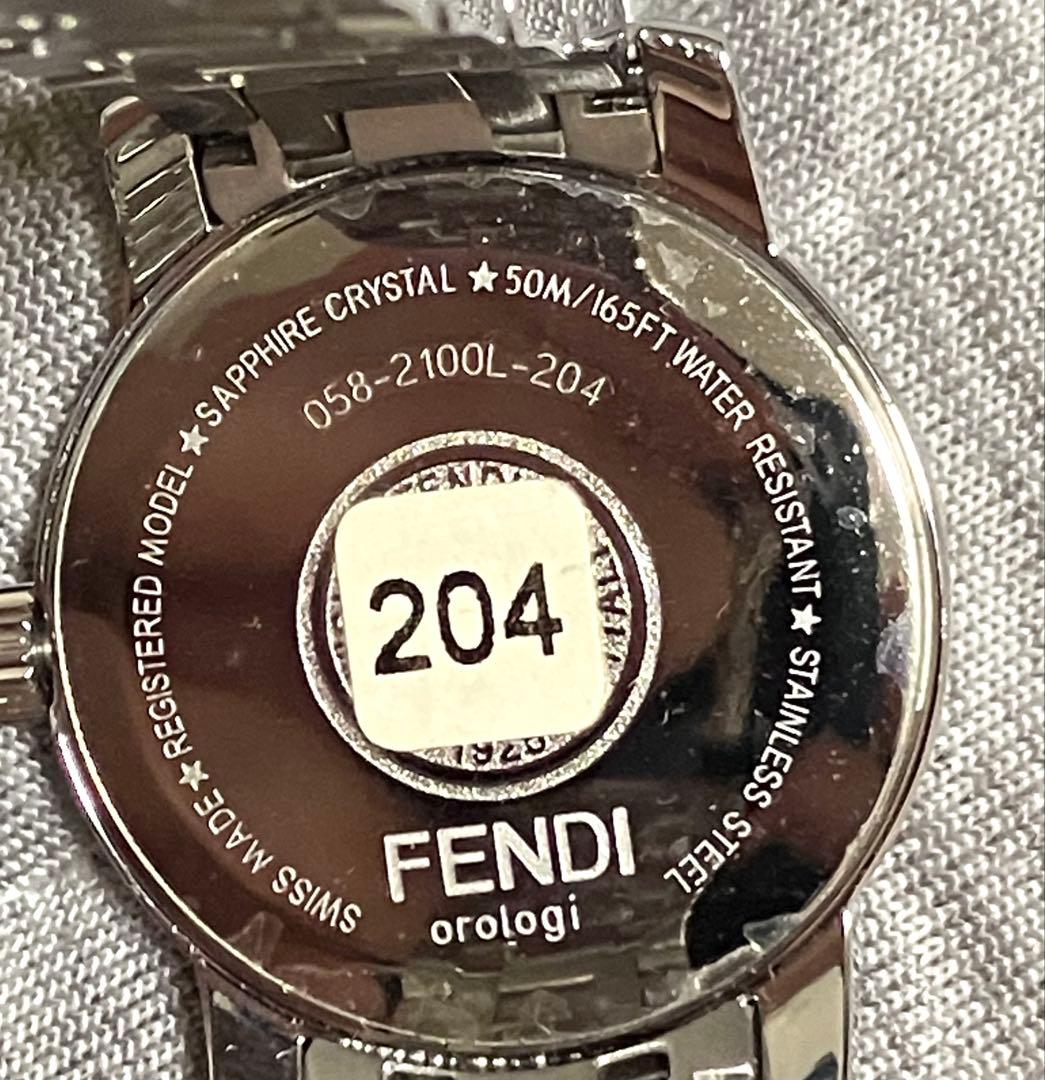 SWISS MADE ★ REGISTERED MODEL ★ SAPPHIRE CRYSTAL ★ 50M/165FT WATER RESISTANT ★ STAINLESS STEEL
058-2100L-204
204
FENDI
orologi